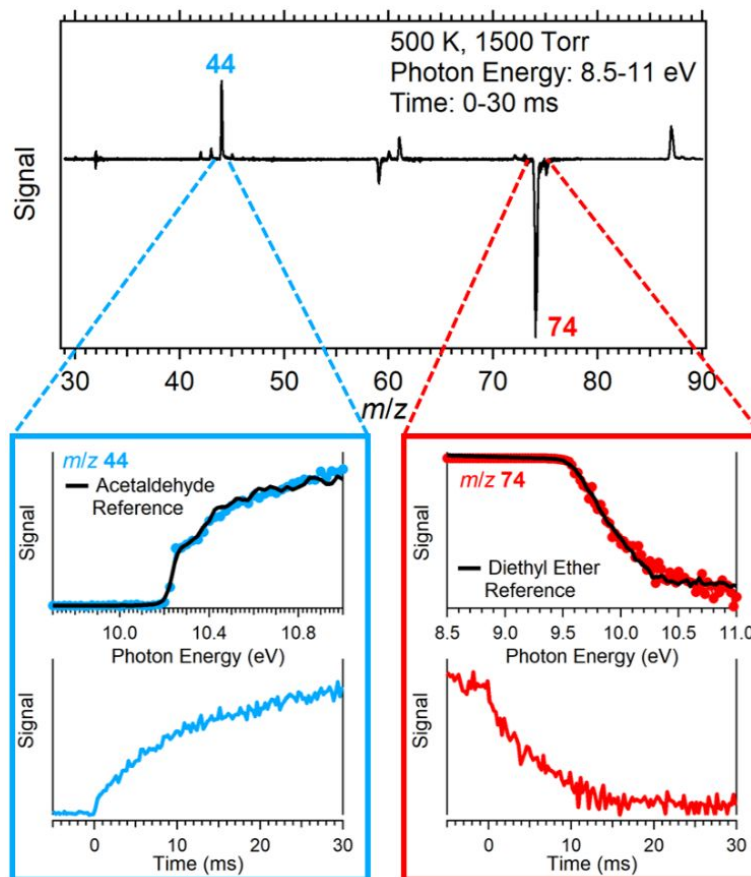 44
500 K, 1500 Torr
Photon Energy: 8.5-11 eV
Time: 0-30 ms
Signal
74
30 40 50 60 70 80 90
m/z
m/z 44
Acetaldehyde
Reference
Signal
10.0 10.4 10.8
Photon Energy (eV)
Signal
0 10 20 30
Time (ms)
m/z 74
Diethyl Ether
Reference
Signal
8.5 9.0 9.5 10.0 10.5 11.0
Photon Energy (eV)
Signal
0 10 20 30
Time (ms)